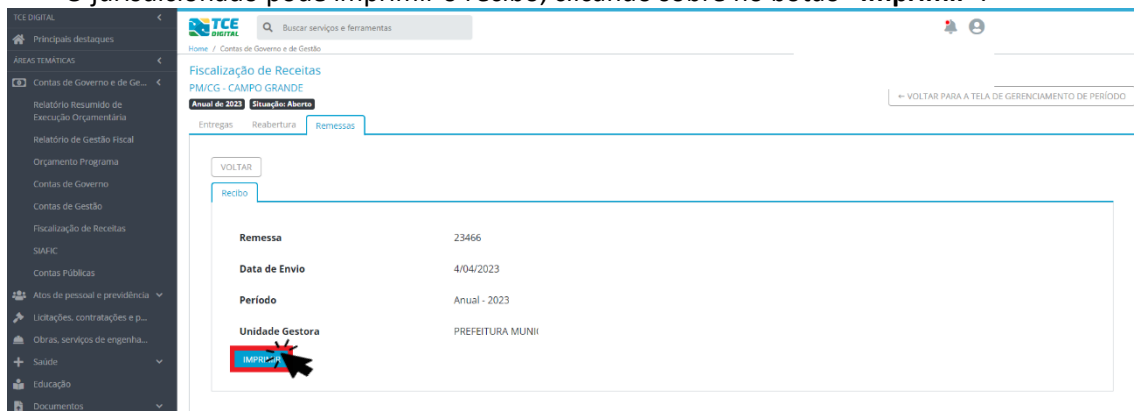 O jurisdicionado pode imprimir o recibo, clicando sobre no botão "Imprimir".
TCE DIGITAL
Principais destaques
ÁREAS TEMÁTICAS
Contas de Governo e de Ge...
Relatório Resumido de
Execução Orçamentária
Relatório de Gestão Fiscal
Orçamento Programa
Contas de Governo
Contas de Gestão
Fiscalização de Receitas
SIAFIC
Contas Públicas
Atos de pessoal e previdência
Licitações, contratações e p...
Obras, serviços de engenha...
Saúde
Educação
Documentos
TCE
DIGITAL
Buscar serviços e ferramentas
Home / Contas de Governo e de Gestão
Fiscalização de Receitas
PM/CG - CAMPO GRANDE
Anual de 2023 Situação: Aberto
← VOLTAR PARA A TELA DE GERENCIAMENTO DE PERÍODO
Entregas Reabertura Remessas
VOLTAR
Recibo
Remessa 23466
Data de Envio 4/04/2023
Período Anual - 2023
Unidade Gestora PREFEITURA MUNI
IMPRIMIR